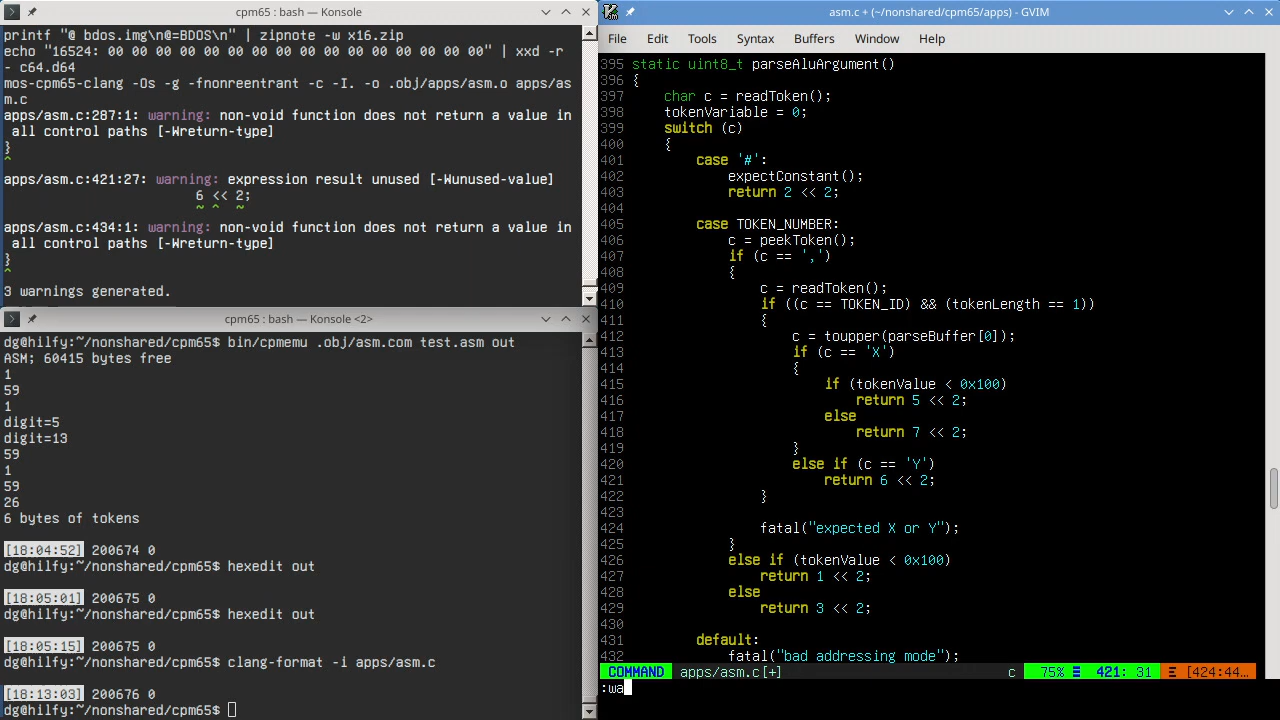 cpm65 : bash — Konsole
printf "@ bdos.img\n@=BDOS\n" | zipnote -w x16.zip
echo "16524: 00 00 00 00 00 00 00 00 00 00 00 00 00 00 00 00" | xxd -r
- c64.d64
mos-cpm65-clang -Os -g -fnonreentrant -c -I. -o .obj/apps/asm.o apps/as
m.c
apps/asm.c:287:1: warning: non-void function does not return a value in
 all control paths [-Wreturn-type]
}
^
apps/asm.c:421:27: warning: expression result unused [-Wunused-value]
6 << 2;
~ ^  ~
apps/asm.c:434:1: warning: non-void function does not return a value in
 all control paths [-Wreturn-type]
}
^
3 warnings generated.
cpm65 : bash — Konsole <2>
dg@hilfy:~/nonshared/cpm65$ bin/cpmemu .obj/asm.com test.asm out
ASM; 60415 bytes free
1
59
1
digit=5
digit=13
59
1
59
26
6 bytes of tokens
[18:04:52] 200674 0
dg@hilfy:~/nonshared/cpm65$ hexedit out
[18:05:01] 200675 0
dg@hilfy:~/nonshared/cpm65$ hexedit out
[18:05:15] 200675 0
dg@hilfy:~/nonshared/cpm65$ clang-format -i apps/asm.c
[18:13:03] 200676 0
dg@hilfy:~/nonshared/cpm65$
asm.c + (~/nonshared/cpm65/apps) - GVIM
File Edit Tools Syntax Buffers Window Help
395 static uint8_t parseAluArgument()
396 {
397     char c = readToken();
398     tokenVariable = 0;
399     switch (c)
400     {
401         case '#':
402             expectConstant();
403             return 2 << 2;
404
405         case TOKEN_NUMBER:
406             c = peekToken();
407             if (c == ',')
408             {
409                 c = readToken();
410                 if ((c == TOKEN_ID) && (tokenLength == 1))
411                 {
412                     c = toupper(parseBuffer[0]);
413                     if (c == 'X')
414                     {
415                         if (tokenValue < 0x100)
416                             return 5 << 2;
417                         else
418                             return 7 << 2;
419                     }
420                     else if (c == 'Y')
421                         return 6 << 2;
422                 }
423
424                 fatal("expected X or Y");
425             }
426             else if (tokenValue < 0x100)
427                 return 1 << 2;
428             else
429                 return 3 << 2;
430
431         default:
432             fatal("bad addressing mode");
COMMAND apps/asm.c[+] c 75% ☰ 421: 31 Ξ [424:44…
:wa